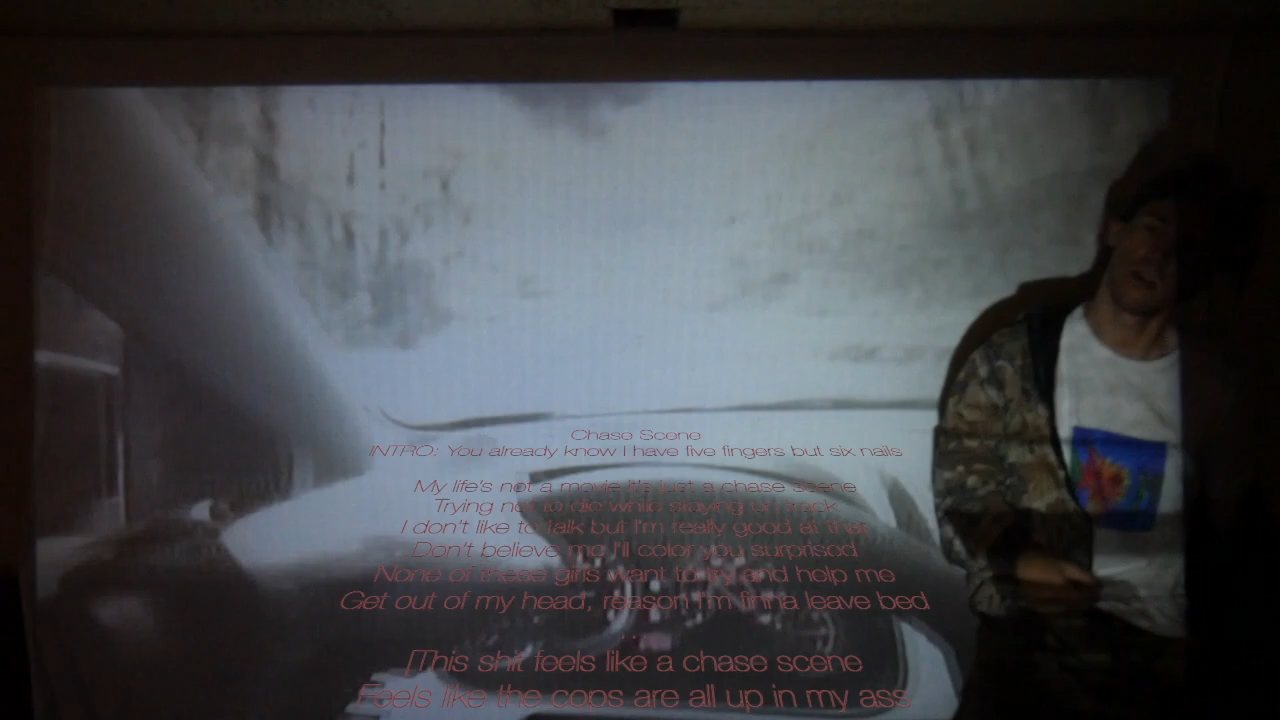 Chase Scene
INTRO: You already know I have five fingers but six nails
My life's not a movie it's just a chase scene
Trying not to die while staying on track
I don't like to talk but I'm really good at that
Don't believe me I'll color you surprised
None of these girls want to try and help me
Get out of my head, reason I'm finna leave bed
[This shit feels like a chase scene
Feels like the cops are all up in my ass